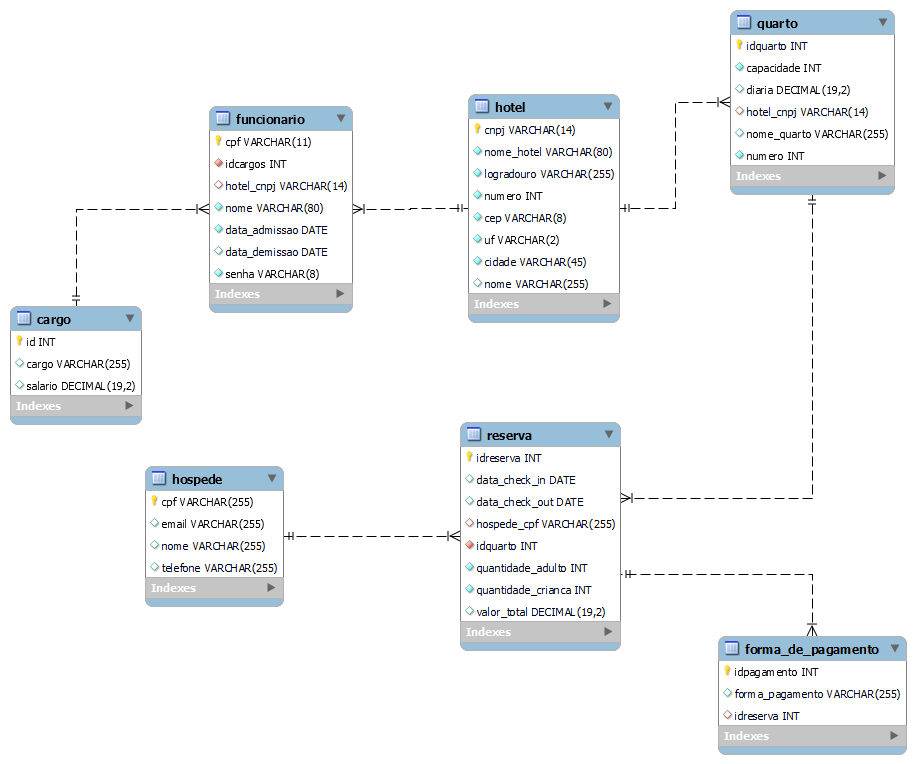 quarto
idquarto INT
capacidade INT
diaria DECIMAL(19,2)
hotel_cnpj VARCHAR(14)
nome_quarto VARCHAR(255)
numero INT
Indexes
hotel
cnpj VARCHAR(14)
nome_hotel VARCHAR(80)
logradouro VARCHAR(255)
numero INT
cep VARCHAR(8)
uf VARCHAR(2)
cidade VARCHAR(45)
nome VARCHAR(255)
Indexes
funcionario
cpf VARCHAR(11)
idcargos INT
hotel_cnpj VARCHAR(14)
nome VARCHAR(80)
data_admissao DATE
data_demissao DATE
senha VARCHAR(8)
Indexes
cargo
id INT
cargo VARCHAR(255)
salario DECIMAL(19,2)
Indexes
reserva
idreserva INT
data_check_in DATE
data_check_out DATE
hospede_cpf VARCHAR(255)
idquarto INT
quantidade_adulto INT
quantidade_crianca INT
valor_total DECIMAL(19,2)
Indexes
hospede
cpf VARCHAR(255)
email VARCHAR(255)
nome VARCHAR(255)
telefone VARCHAR(255)
Indexes
forma_de_pagamento
idpagamento INT
forma_pagamento VARCHAR(255)
idreserva INT
Indexes